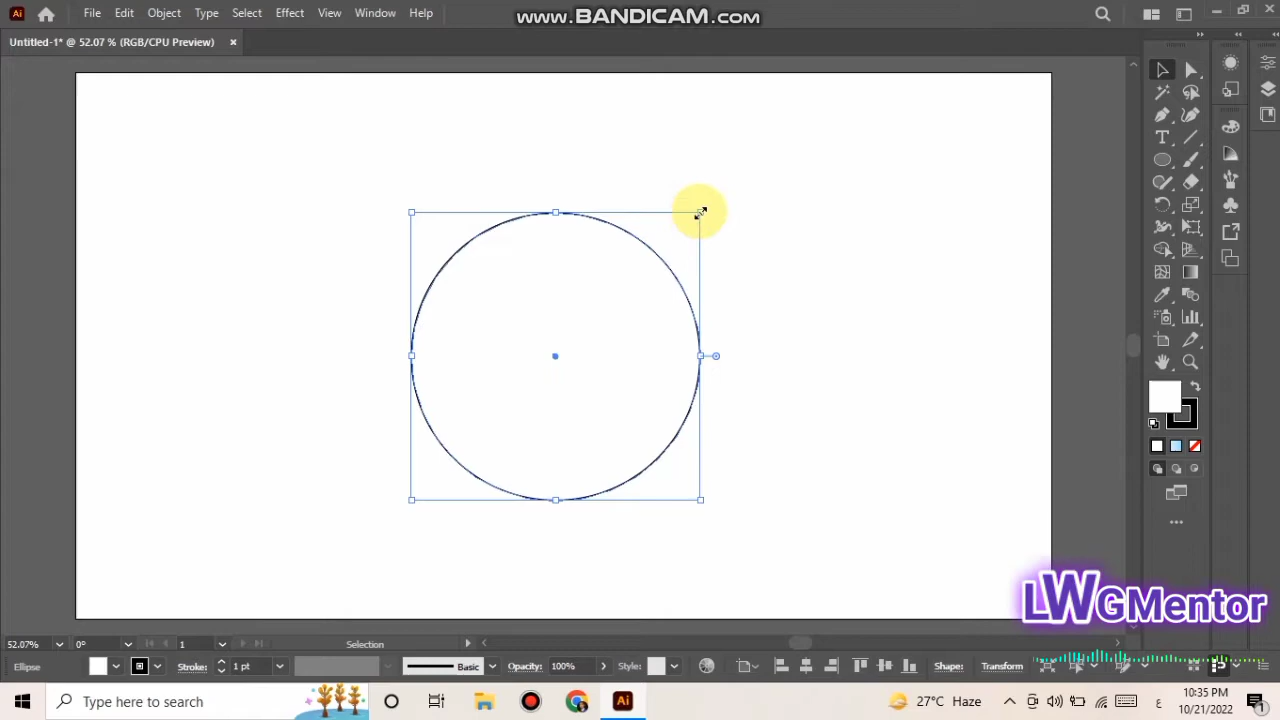 Ai File Edit Object Type Select Effect View Window Help
www.BANDICAM.com
Untitled-1* @ 52.07 % (RGB/CPU Preview) ×
LWGMentor
52.07% 0° 1 Selection
Ellipse Stroke: 1 pt Basic Opacity: 100% Style: Shape: Transform
Type here to search Ai 27°C Haze ع 10:35 PM
10/21/2022 1